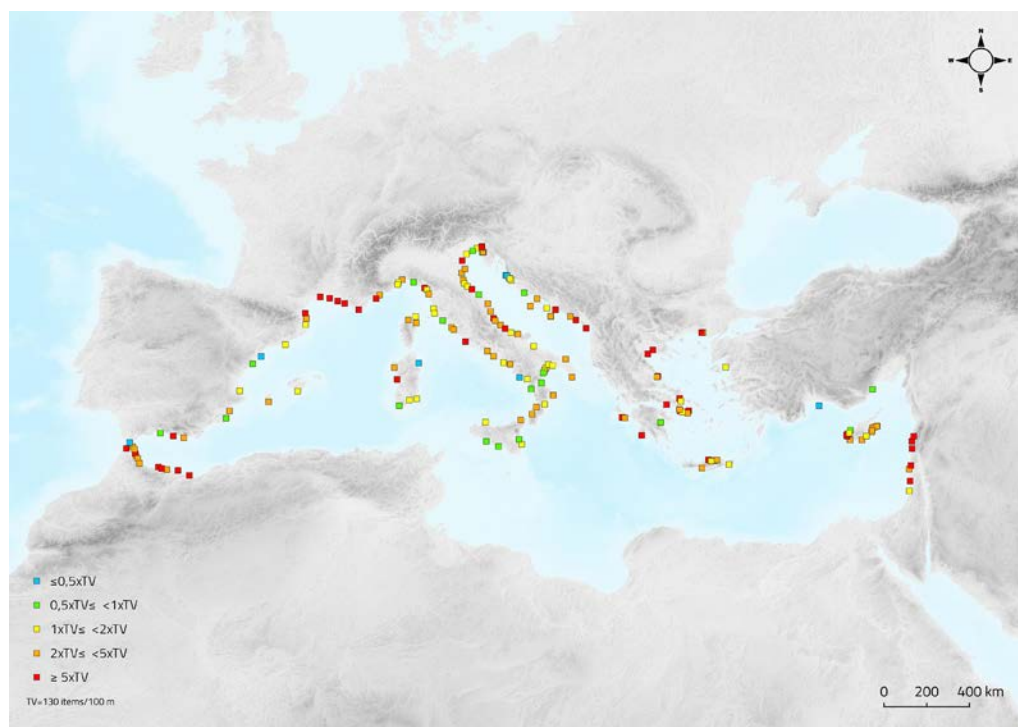 N
W E
S
≤0,5xTV
0,5xTV≤ <1xTV
1xTV≤ <2xTV
2xTV≤ <5xTV
≥ 5xTV
TV=130 items/100 m
0 200 400 km